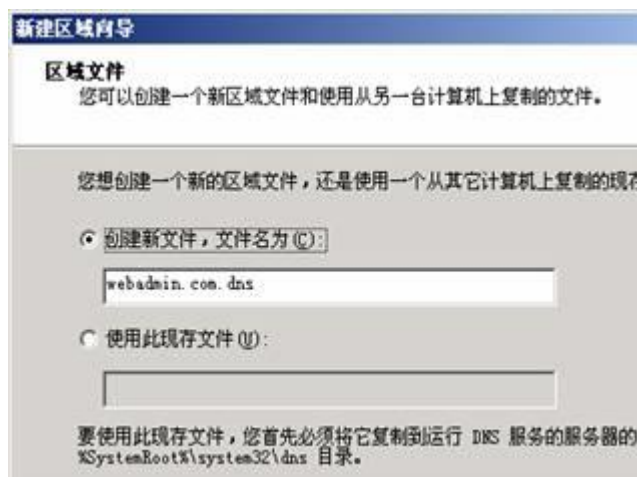 新建区域向导
区域文件
您可以创建一个新区域文件和使用从另一台计算机上复制的文件。
您想创建一个新的区域文件，还是使用一个从其它计算机上复制的现存
创建新文件，文件名为(C):
webadmin.com.dns
使用此现存文件(U):
要使用此现存文件，您首先必须将它复制到运行 DNS 服务的服务器的
%SystemRoot%\system32\dns 目录。